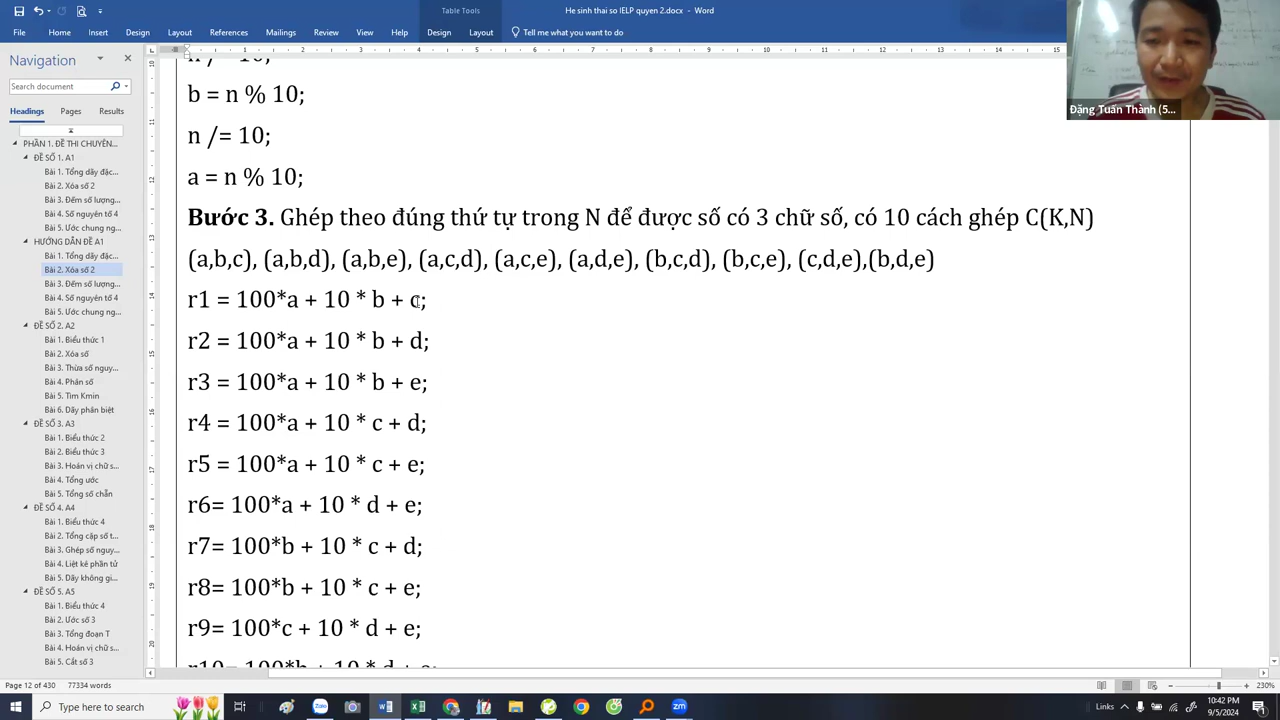 Table Tools
He sinh thai so IELP quyen 2.docx - Word
File Home Insert Draw Design Layout References Mailings Review View Help Design Layout Tell me what you want to do
Navigation
Search document
Headings Pages Results
PHẦN 1. ĐỀ THI CHUYÊN...
ĐỀ SỐ 1. A1
Bài 1. Tổng dãy đặc...
Bài 2. Xóa số 2
Bài 3. Đếm số lượng...
Bài 4. Số nguyên tố 4
Bài 5. Ước chung ng...
HƯỚNG DẪN ĐỀ A1
Bài 1. Tổng dãy đặc...
Bài 2. Xóa số 2
Bài 3. Đếm số lượng...
Bài 4. Số nguyên tố 4
Bài 5. Ước chung ng...
ĐỀ SỐ 2. A2
Bài 1. Biểu thức 1
Bài 2. Xóa số
Bài 3. Thừa số nguy...
Bài 4. Phân số
Bài 5. Tìm Kmin
Bài 6. Dãy phân biệt
ĐỀ SỐ 3. A3
Bài 1. Biểu thức 2
Bài 2. Biểu thức 3
Bài 3. Hoán vị chữ s...
Bài 4. Tổng ước
Bài 5. Tổng số chẵn
ĐỀ SỐ 4. A4
Bài 1. Biểu thức 4
Bài 2. Tổng cặp số t...
Bài 3. Ghép số nguy...
Bài 4. Liệt kê phần tử
Bài 5. Dãy không gi...
ĐỀ SỐ 5. A5
Bài 1. Biểu thức 4
Bài 2. Ước số 3
Bài 3. Tổng đoạn T
Bài 4. Hoán vị chữ s...
Bài 5. Cắt số 3
b = n % 10;
n /= 10;
a = n % 10;
Bước 3. Ghép theo đúng thứ tự trong N để được số có 3 chữ số, có 10 cách ghép C(K,N)
(a,b,c), (a,b,d), (a,b,e), (a,c,d), (a,c,e), (a,d,e), (b,c,d), (b,c,e), (c,d,e),(b,d,e)
r1 = 100*a + 10 * b + c;
r2 = 100*a + 10 * b + d;
r3 = 100*a + 10 * b + e;
r4 = 100*a + 10 * c + d;
r5 = 100*a + 10 * c + e;
r6= 100*a + 10 * d + e;
r7= 100*b + 10 * c + d;
r8= 100*b + 10 * c + e;
r9= 100*c + 10 * d + e;
r10= 100*b + 10 * d + e;
Đặng Tuấn Thành (5...
Page 12 of 430 77334 words
230%
Type here to search
Links
10:42 PM
9/5/2024